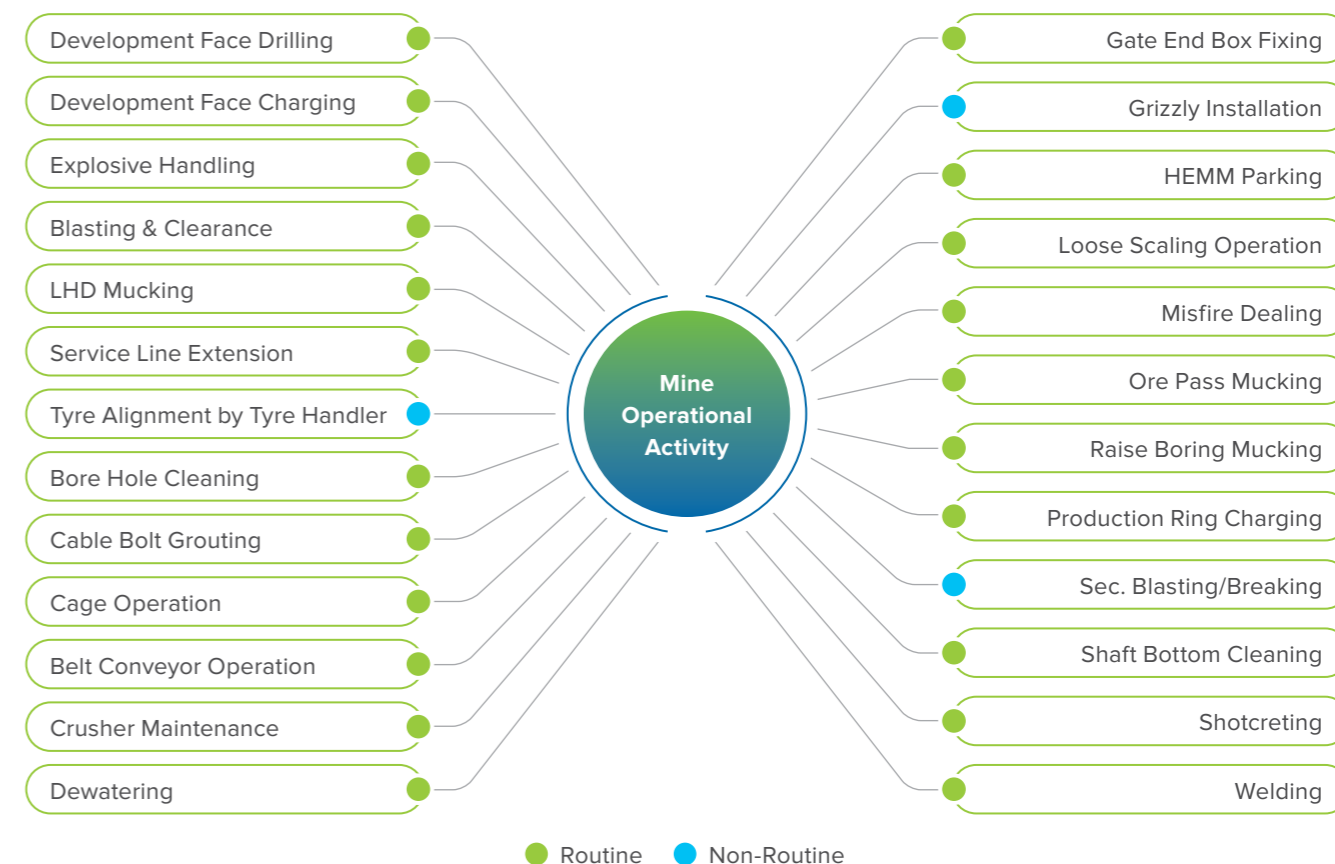 Development Face Drilling
Development Face Charging
Explosive Handling
Blasting & Clearance
LHD Mucking
Service Line Extension
Tyre Alignment by Tyre Handler
Bore Hole Cleaning
Cable Bolt Grouting
Cage Operation
Belt Conveyor Operation
Crusher Maintenance
Dewatering
Mine
Operational
Activity
Gate End Box Fixing
Grizzly Installation
HEMM Parking
Loose Scaling Operation
Misfire Dealing
Ore Pass Mucking
Raise Boring Mucking
Production Ring Charging
Sec. Blasting/Breaking
Shaft Bottom Cleaning
Shotcreting
Welding
Routine Non-Routine